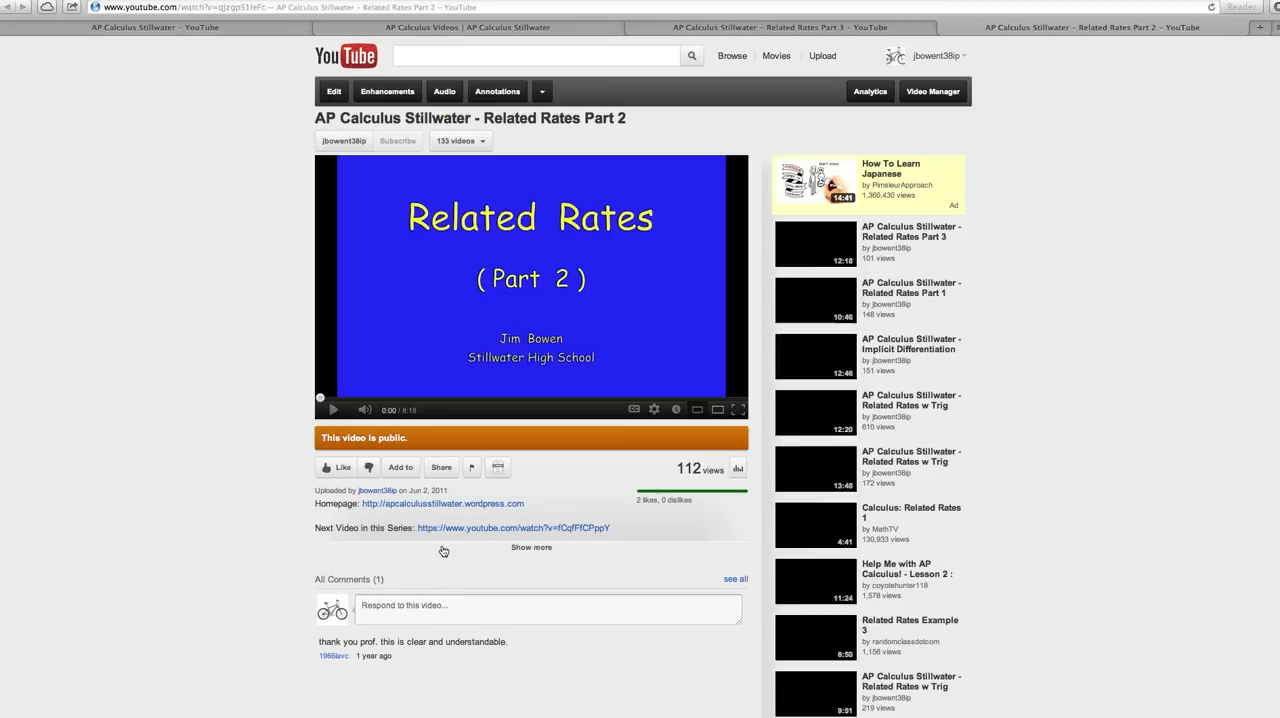 www.youtube.com/watch?v=qJzgpS1leFc — AP Calculus Stillwater - Related Rates Part 2 - YouTube
Reader
AP Calculus Stillwater – YouTube
AP Calculus Videos | AP Calculus Stillwater
AP Calculus Stillwater – Related Rates Part 3 – YouTube
AP Calculus Stillwater – Related Rates Part 2 – YouTube
YouTube
Browse
Movies
Upload
jbowent38ip
Edit
Enhancements
Audio
Annotations
Analytics
Video Manager
AP Calculus Stillwater - Related Rates Part 2
jbowent38ip
Subscribe
133 videos
Related Rates
( Part 2 )
Jim Bowen
Stillwater High School
0:00 / 8:18
This video is public.
Like
Add to
Share
112 views
Uploaded by jbowent38ip on Jun 2, 2011
Homepage: http://apcalculusstillwater.wordpress.com
2 likes, 0 dislikes
Next Video in this Series: https://www.youtube.com/watch?v=fCqfFfCPppY
Show more
All Comments (1)
see all
Respond to this video...
thank you prof. this is clear and understandable.
1966lavc 1 year ago
How To Learn
Japanese
by PimsleurApproach
1,360,430 views
Ad
14:41
AP Calculus Stillwater -
Related Rates Part 3
by jbowent38ip
101 views
12:18
AP Calculus Stillwater -
Related Rates Part 1
by jbowent38ip
148 views
10:46
AP Calculus Stillwater -
Implicit Differentiation
by jbowent38ip
151 views
12:46
AP Calculus Stillwater -
Related Rates w Trig
by jbowent38ip
610 views
12:20
AP Calculus Stillwater -
Related Rates w Trig
by jbowent38ip
172 views
13:48
Calculus: Related Rates
1
by MathTV
130,933 views
4:41
Help Me with AP
Calculus! - Lesson 2 :
by coyotehunter118
1,578 views
11:24
Related Rates Example
3
by randomclassdotcom
1,156 views
8:50
AP Calculus Stillwater -
Related Rates w Trig
by jbowent38ip
219 views
9:51